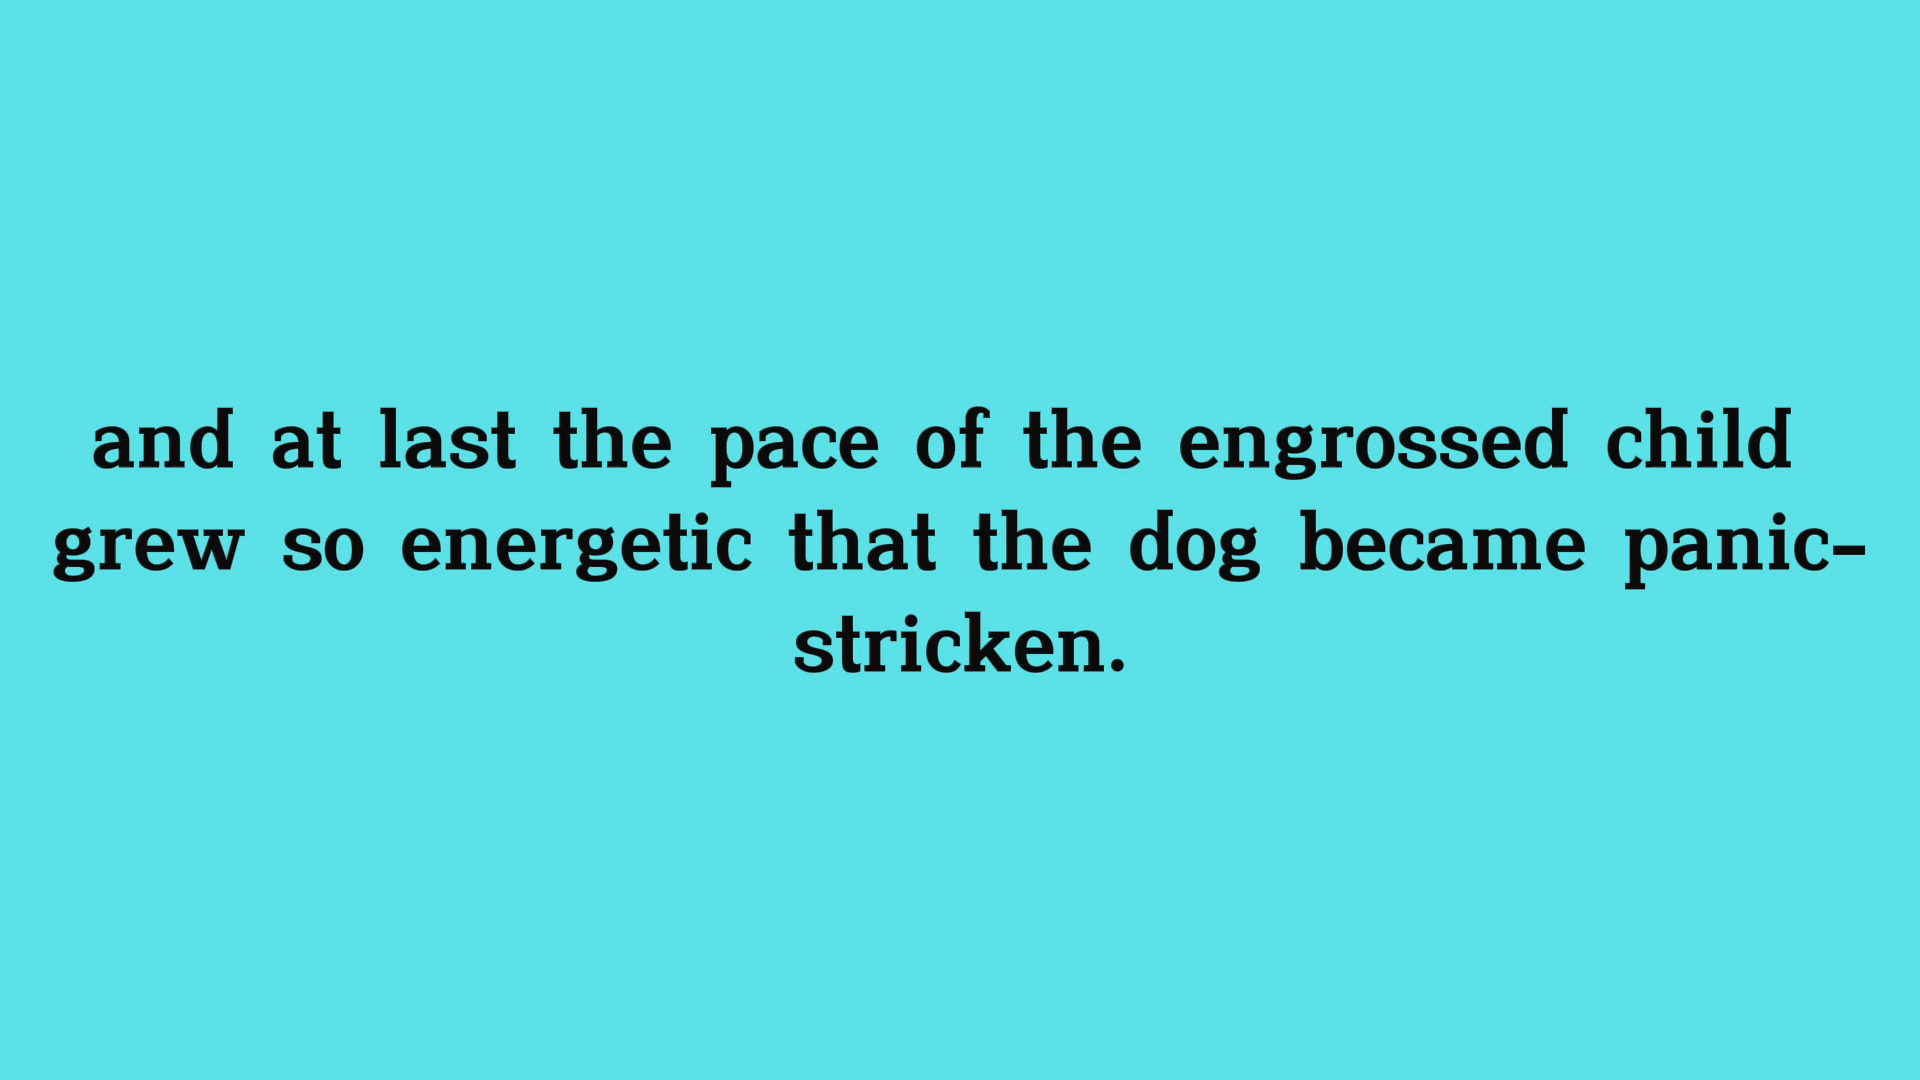 and at last the pace of the engrossed child
grew so energetic that the dog became panic-
stricken.